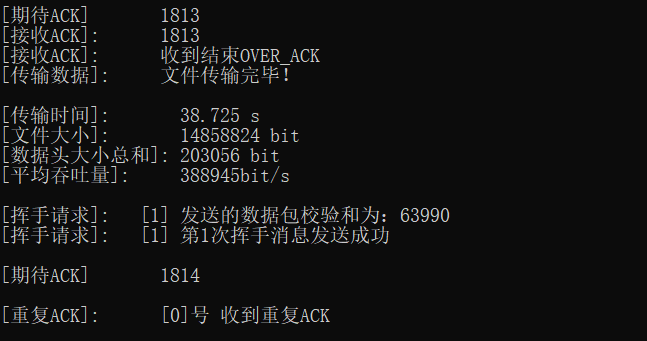 [期待ACK] 1813
[接收ACK]: 1813
[接收ACK]: 收到结束OVER_ACK
[传输数据]: 文件传输完毕!
[传输时间]: 38.725 s
[文件大小]: 14858824 bit
[数据头大小总和]: 203056 bit
[平均吞吐量]: 388945bit/s
[挥手请求]: [1] 发送的数据包校验和为: 63990
[挥手请求]: [1] 第1次挥手消息发送成功
[期待ACK] 1814
[重复ACK]: [0]号 收到重复ACK